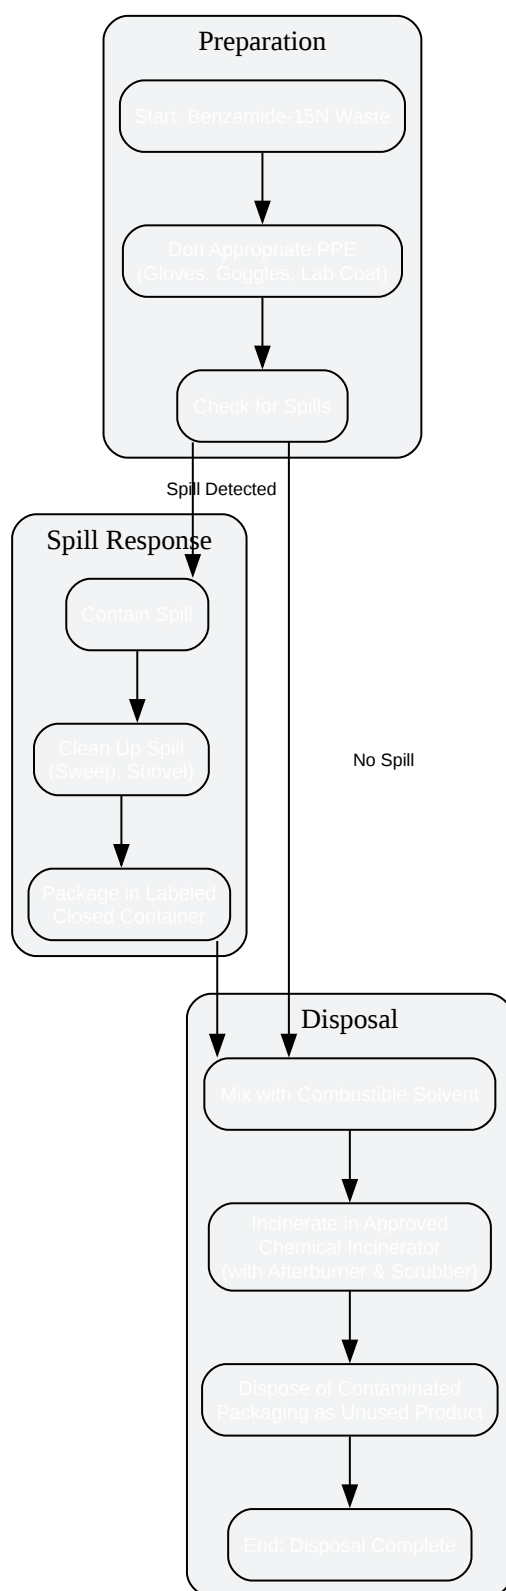 Preparation
Start: Benzamide-15N Waste
Don Appropriate PPE
(Gloves, Goggles, Lab Coat)
Check for Spills
Spill Detected
Spill Response
Contain Spill
Clean Up Spill
(Sweep, Shovel)
No Spill
Package in Labeled
Closed Container
Disposal
Mix with Combustible Solvent
Incinerate in Approved
Chemical Incinerator
(with Afterburner & Scrubber)
Dispose of Contaminated
Packaging as Unused Product
End: Disposal Complete